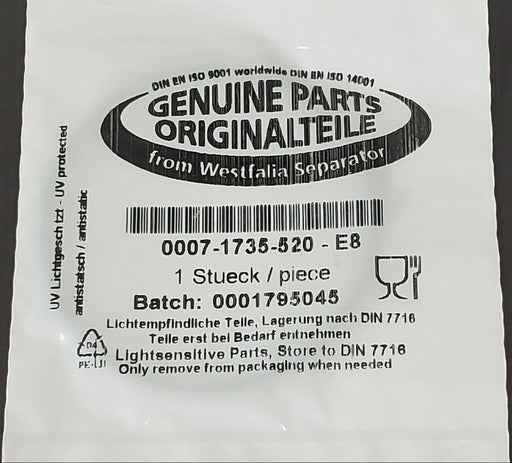 DIN EN ISO 9001 worldwide DIN EN ISO 14001
GENUINE PARTS
ORIGINALTEILE
from Westfalia Separator
0007-1735-520 - E8
1 Stueck / piece
Batch: 0001795045
Lichtempfindliche Teile, Lagerung nach DIN 7716
Teile erst bei Bedarf entnehmen
Lightsensitive Parts, Store to DIN 7716
Only remove from packaging when needed
UV Lichtgesch tzt - UV protected
antistatisch / antistatic
04